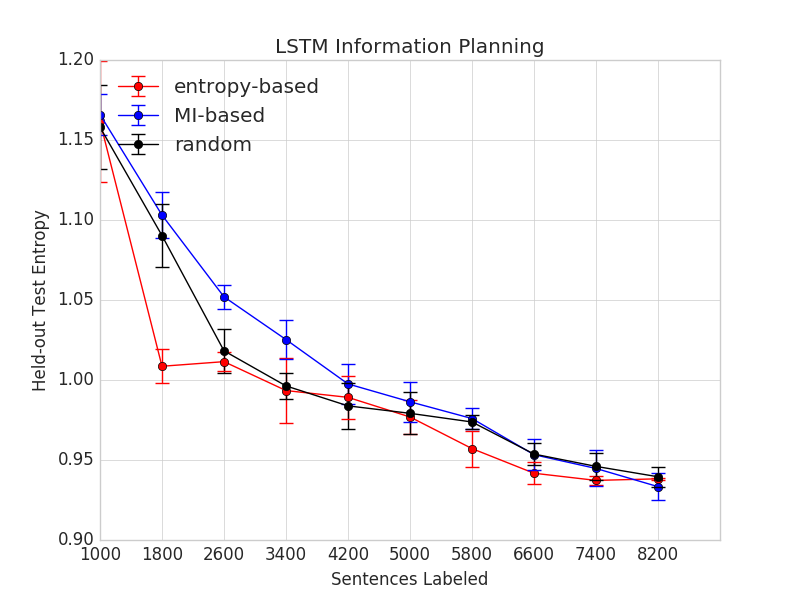 LSTM Information Planning
entropy-based
MI-based
random
Held-out Test Entropy
1.20
1.15
1.10
1.05
1.00
0.95
0.90
1000 1800 2600 3400 4200 5000 5800 6600 7400 8200
Sentences Labeled